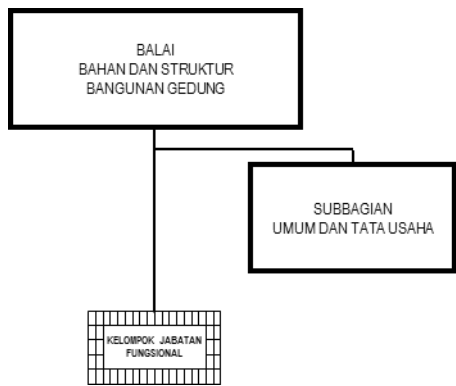 BALAI
BAHAN DAN STRUKTUR
BANGUNAN GEDUNG
SUBBAGIAN
UMUM DAN TATA USAHA
KELOMPOK JABATAN
FUNGSIONAL